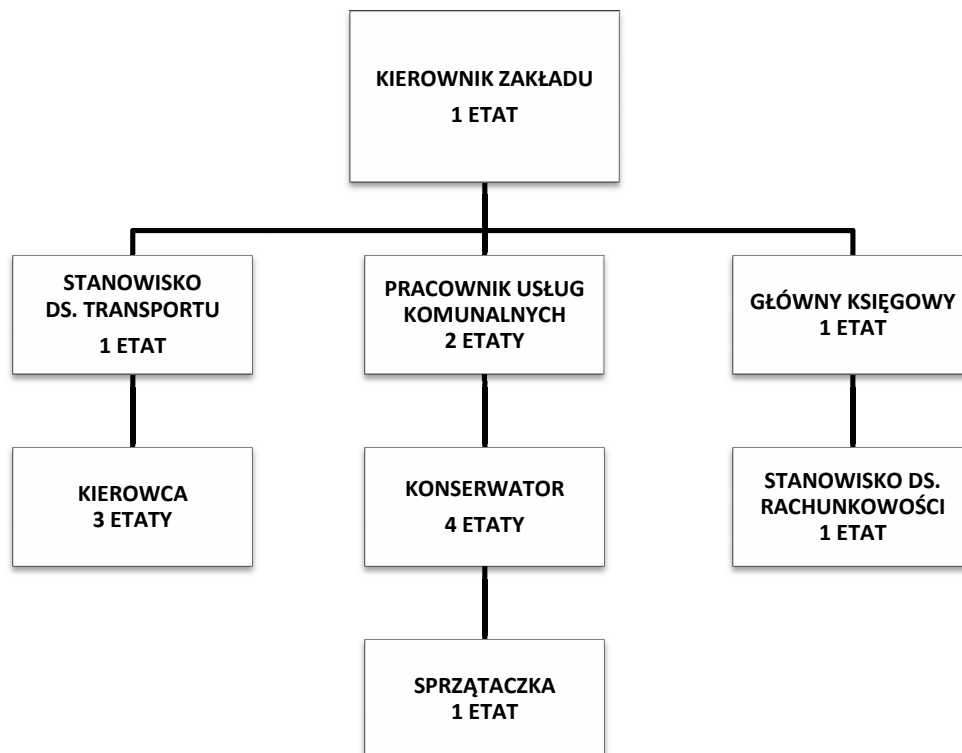 KIEROWNIK ZAKŁADU
1 ETAT
STANOWISKO
DS. TRANSPORTU
1 ETAT
PRACOWNIK USŁUG
KOMUNALNYCH
2 ETATY
GŁÓWNY KSIĘGOWY
1 ETAT
KIEROWCA
3 ETATY
KONSERWATOR
4 ETATY
STANOWISKO DS.
RACHUNKOWOŚCI
1 ETAT
SPRZĄTACZKA
1 ETAT